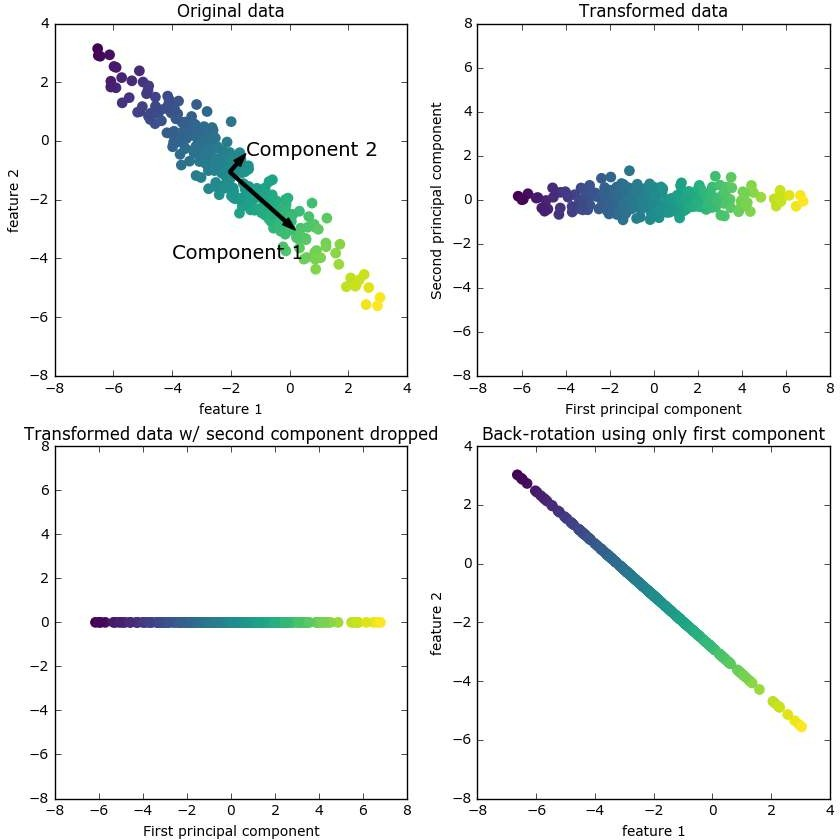 Original data
4
2
0
−2
−4
−6
−8
feature 2
Component 2
Component 1
−8 −6 −4 −2 0 2 4
feature 1
Transformed data
8
6
4
2
0
−2
−4
−6
−8
Second principal component
−8 −6 −4 −2 0 2 4 6 8
First principal component
Transformed data w/ second component dropped
8
6
4
2
0
−2
−4
−6
−8
−8 −6 −4 −2 0 2 4 6 8
First principal component
Back-rotation using only first component
4
2
0
−2
−4
−6
−8
feature 2
−8 −6 −4 −2 0 2 4
feature 1